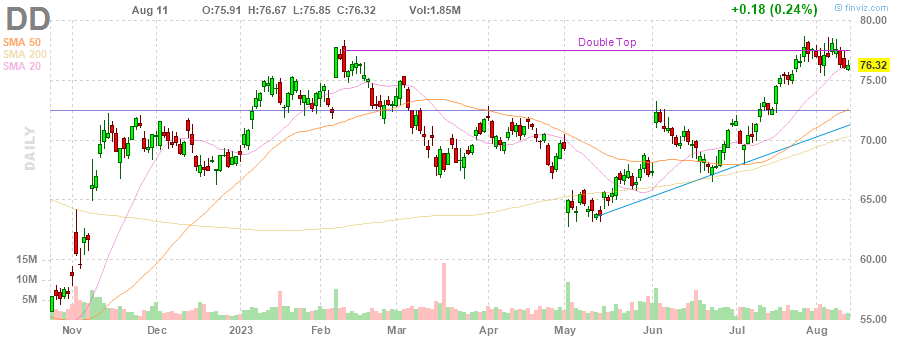 DD Aug 11 O:75.91 H:76.67 L:75.85 C:76.32 Vol:1.85M +0.18 (0.24%) © finviz.com
SMA 50
SMA 200
SMA 20
DAILY
Double Top
80.00
76.32
75.00
70.00
65.00
60.00
55.00
15M
10M
5M
Nov Dec 2023 Feb Mar Apr May Jun Jul Aug